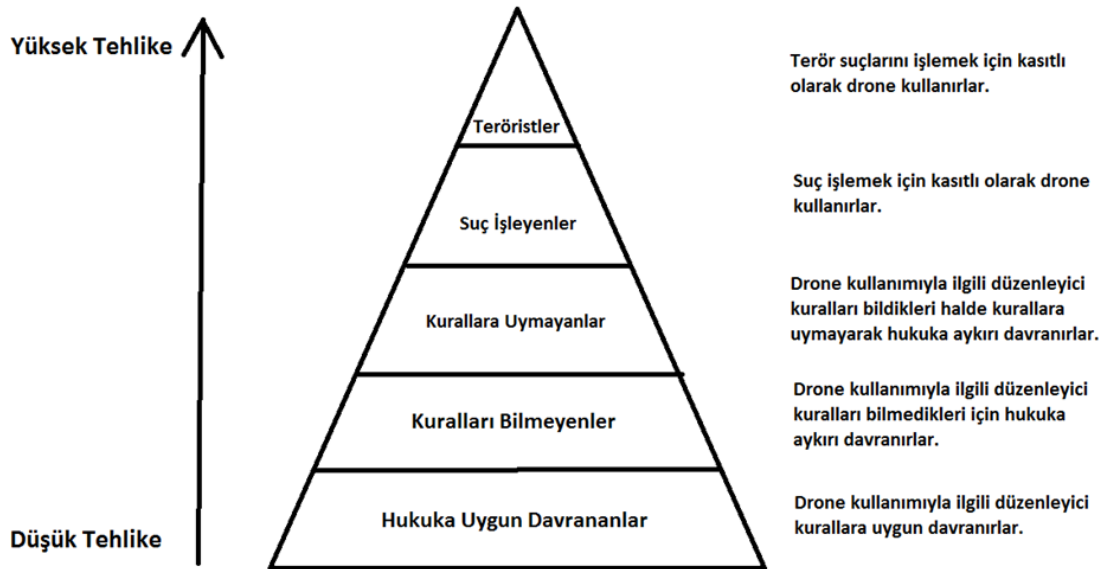 Yüksek Tehlike
Terör suçlarını işlemek için kasıtlı
olarak drone kullanırlar.
Teröristler
Suç işlemek için kasıtlı olarak drone
kullanırlar.
Suç İşleyenler
Drone kullanımıyla ilgili düzenleyici
kuralları bildikleri halde kurallara
uymayarak hukuka aykırı davranırlar.
Kurallara Uymayanlar
Drone kullanımıyla ilgili düzenleyici
kuralları bilmedikleri için hukuka
aykırı davranırlar.
Kuralları Bilmeyenler
Drone kullanımıyla ilgili düzenleyici
kurallara uygun davranırlar.
Hukuka Uygun Davrananlar
Düşük Tehlike